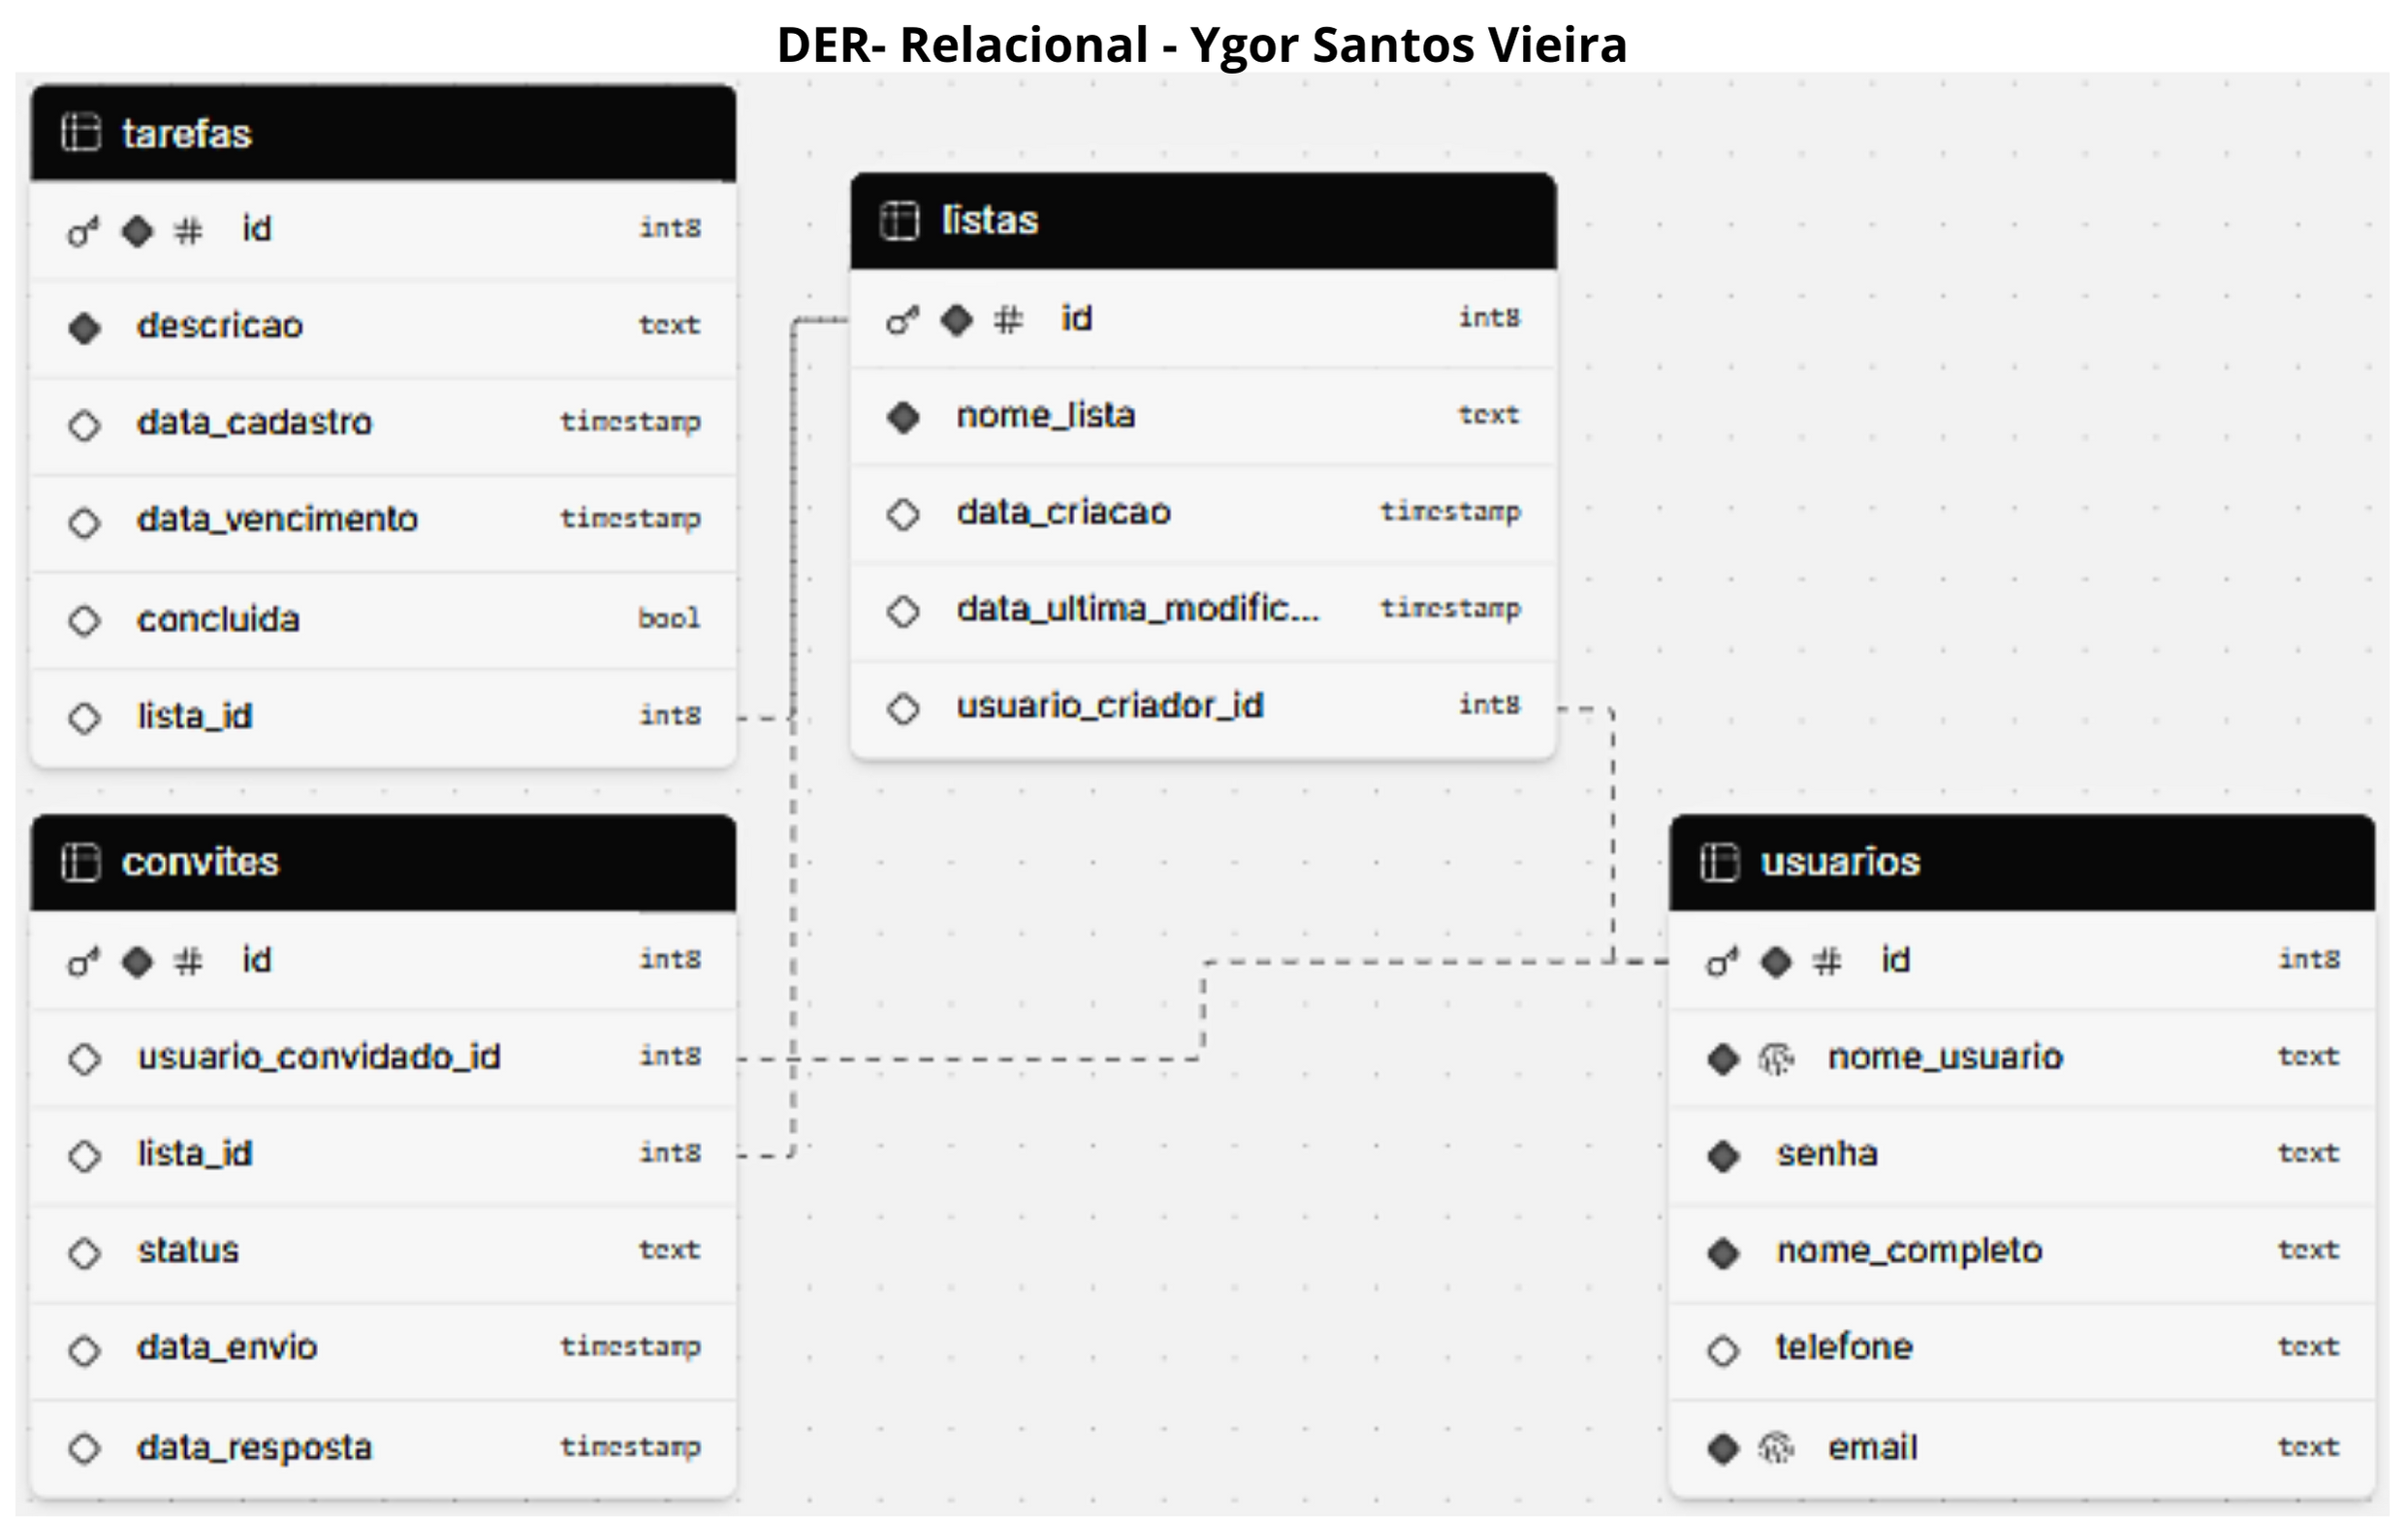 DER- Relacional - Ygor Santos Vieira
tarefas
id int8
descricao text
data_cadastro timestamp
data_vencimento timestamp
concluida bool
lista_id int8
listas
id int8
nome_lista text
data_criacao timestamp
data_ultima_modific... timestamp
usuario_criador_id int8
convites
id int8
usuario_convidado_id int8
lista_id int8
status text
data_envio timestamp
data_resposta timestamp
usuarios
id int8
nome_usuario text
senha text
nome_completo text
telefone text
email text